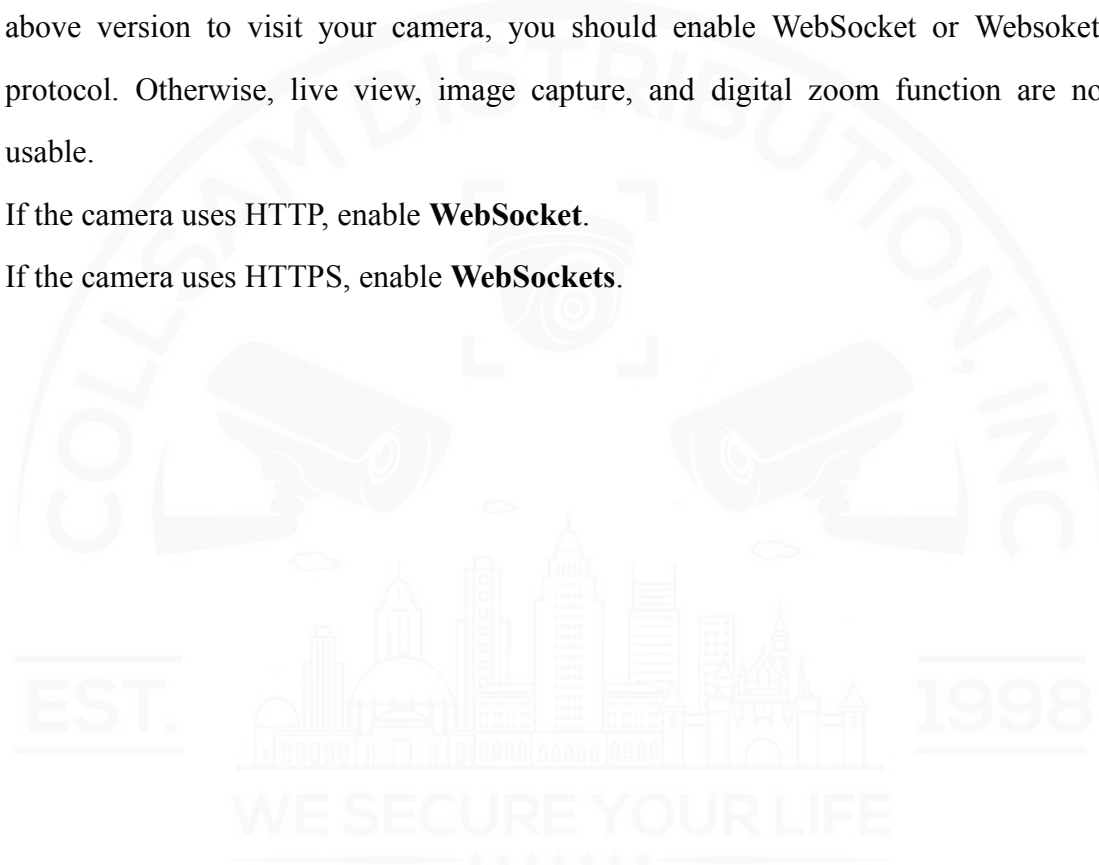 above version to visit your camera, you should enable WebSocket or Websoket
protocol. Otherwise, live view, image capture, and digital zoom function are no
usable.
If the camera uses HTTP, enable WebSocket.
If the camera uses HTTPS, enable WebSockets.
COLLSAM DISTRIBUTION, INC
EST. 1998
WE SECURE YOUR LIFE